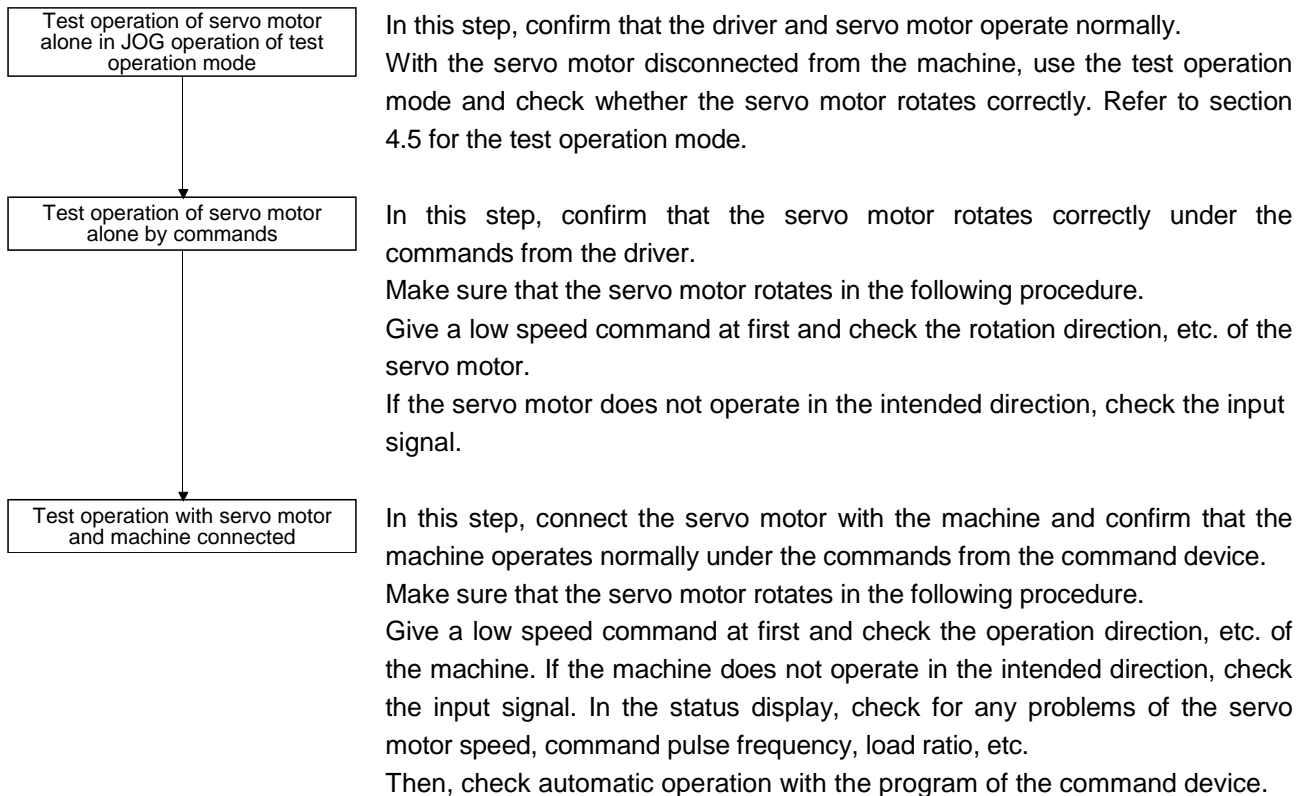 Test operation of servo motor
alone in JOG operation of test
operation mode
In this step, confirm that the driver and servo motor operate normally.
With the servo motor disconnected from the machine, use the test operation
mode and check whether the servo motor rotates correctly. Refer to section
4.5 for the test operation mode.
Test operation of servo motor
alone by commands
In this step, confirm that the servo motor rotates correctly under the
commands from the driver.
Make sure that the servo motor rotates in the following procedure.
Give a low speed command at first and check the rotation direction, etc. of the
servo motor.
If the servo motor does not operate in the intended direction, check the input
signal.
Test operation with servo motor
and machine connected
In this step, connect the servo motor with the machine and confirm that the
machine operates normally under the commands from the command device.
Make sure that the servo motor rotates in the following procedure.
Give a low speed command at first and check the operation direction, etc. of
the machine. If the machine does not operate in the intended direction, check
the input signal. In the status display, check for any problems of the servo
motor speed, command pulse frequency, load ratio, etc.
Then, check automatic operation with the program of the command device.